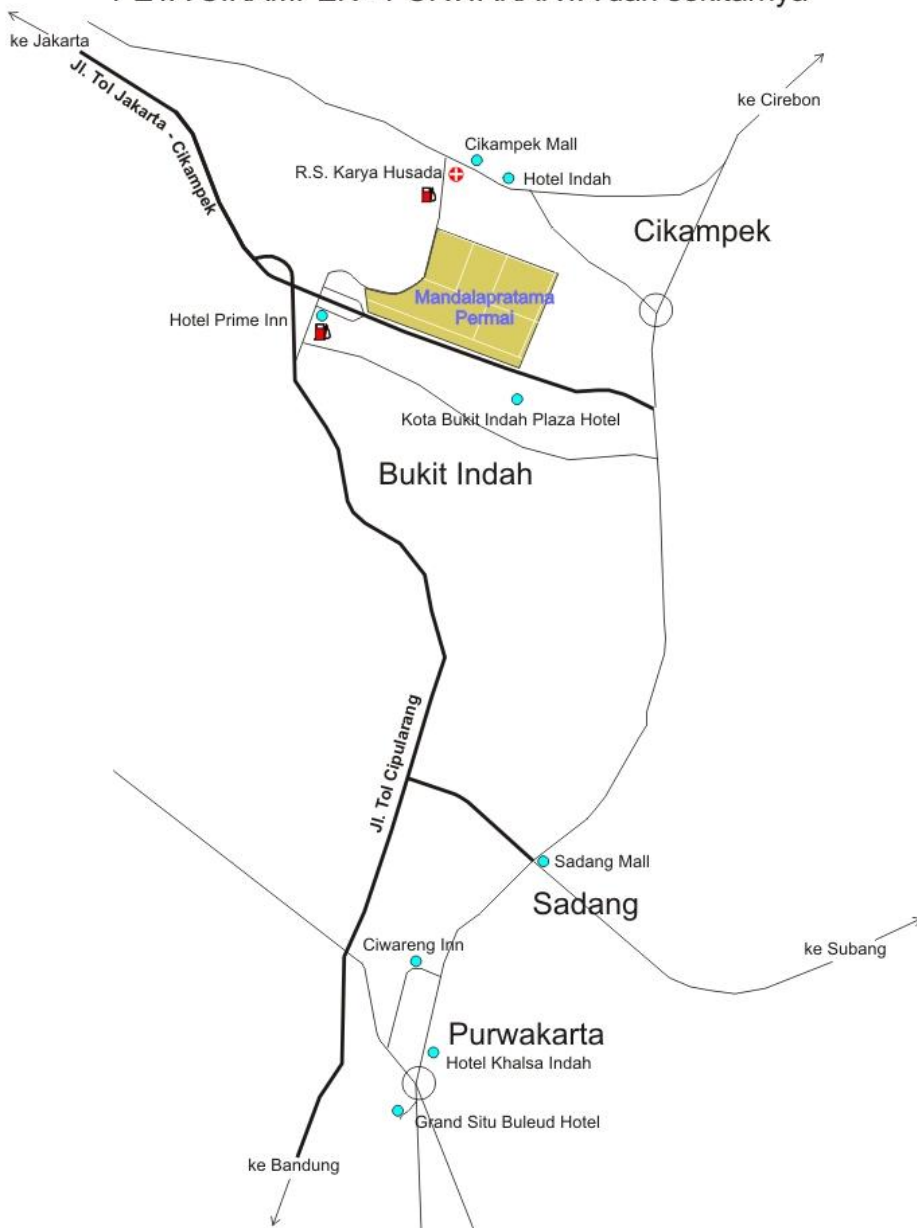 dan sekitarnya
ke Jakarta
Jl. Tol Jakarta - Cikampek
ke Cirebon
Cikampek Mall
R.S. Karya Husada
Hotel Indah
Cikampek
Mandalapratama
Permai
Hotel Prime Inn
Kota Bukit Indah Plaza Hotel
Bukit Indah
Jl. Tol Cipularang
Sadang Mall
Sadang
Ciwareng Inn
ke Subang
Purwakarta
Hotel Khalsa Indah
Grand Situ Buleud Hotel
ke Bandung